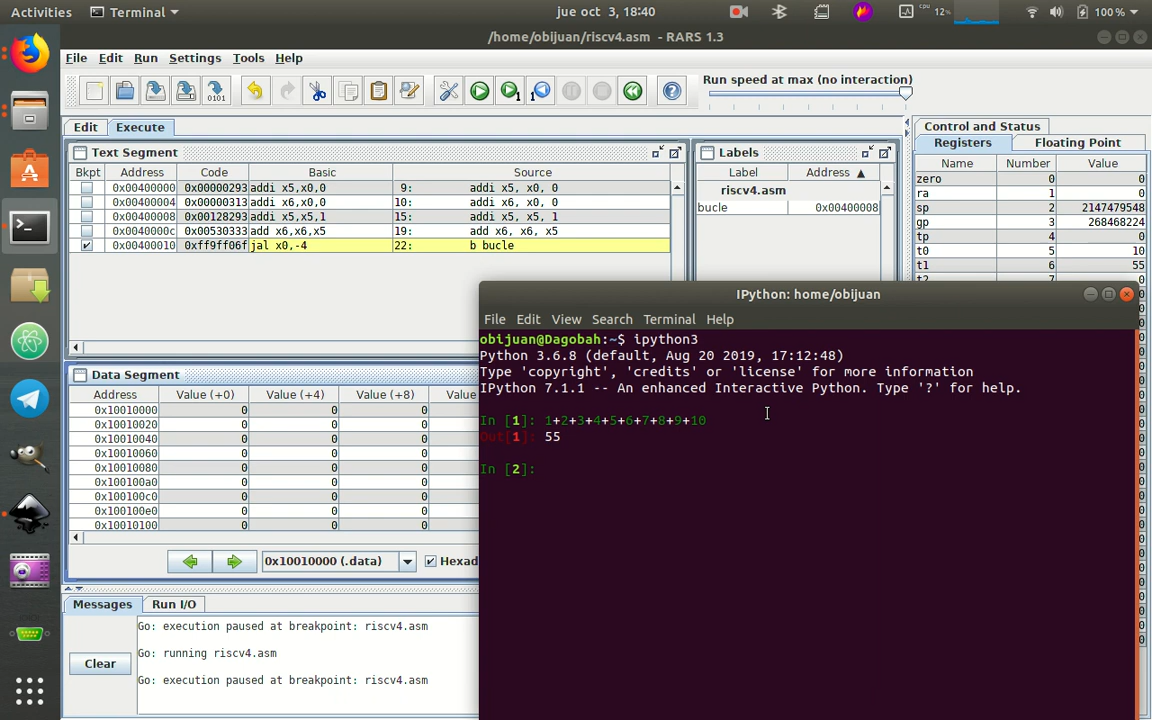 Activities Terminal jue oct 3, 18:40 cpu 12% 100 %
/home/obijuan/riscv4.asm - RARS 1.3
File Edit Run Settings Tools Help
Run speed at max (no interaction)
Edit Execute
Text Segment
Bkpt Address Code Basic Source
0x00400000 0x00000293 addi x5,x0,0 9: addi x5, x0, 0
0x00400004 0x00000313 addi x6,x0,0 10: addi x6, x0, 0
0x00400008 0x00128293 addi x5,x5,1 15: addi x5, x5, 1
0x0040000c 0x00530333 add x6,x6,x5 19: add x6, x6, x5
0x00400010 0xff9ff06f jal x0,-4 22: b bucle
Labels
Label Address ▲
riscv4.asm
bucle 0x00400008
Control and Status
Registers Floating Point
Name Number Value
zero 0 0
ra 1 0
sp 2 2147479548
gp 3 268468224
tp 4 0
t0 5 10
t1 6 55
t2 7 0
Data Segment
Address Value (+0) Value (+4) Value (+8) Value
0x10010000 0 0 0
0x10010020 0 0 0
0x10010040 0 0 0
0x10010060 0 0 0
0x10010080 0 0 0
0x100100a0 0 0 0
0x100100c0 0 0 0
0x100100e0 0 0 0
0x10010100 0 0 0
0x10010000 (.data) Hexad
Messages Run I/O
Go: execution paused at breakpoint: riscv4.asm
Go: running riscv4.asm
Go: execution paused at breakpoint: riscv4.asm
Clear
IPython: home/obijuan
File Edit View Search Terminal Help
obijuan@Dagobah:~$ ipython3
Python 3.6.8 (default, Aug 20 2019, 17:12:48)
Type 'copyright', 'credits' or 'license' for more information
IPython 7.1.1 -- An enhanced Interactive Python. Type '?' for help.
In [1]: 1+2+3+4+5+6+7+8+9+10
Out[1]: 55
In [2]: